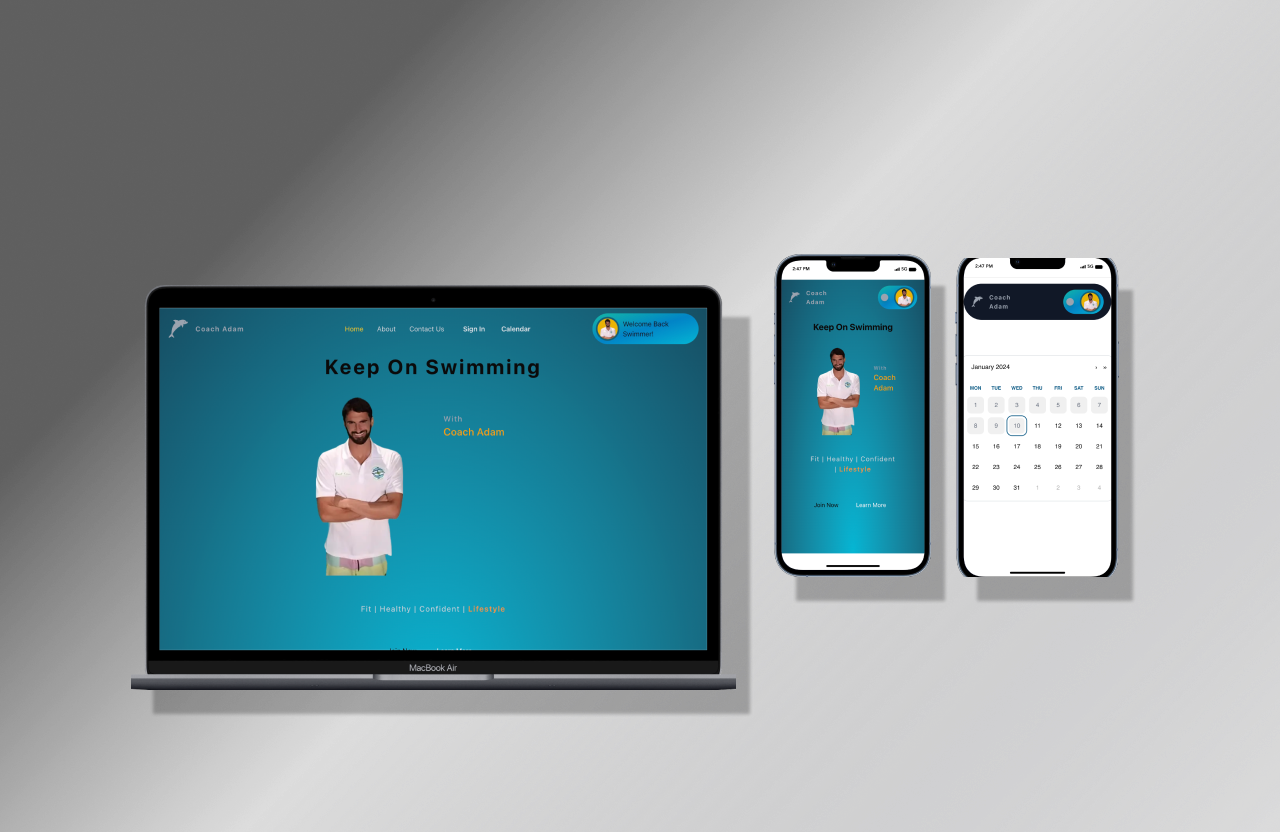 Coach Adam
Home About Contact Us Sign In Calendar
Welcome Back
Swimmer!
Keep On Swimming
With
Coach Adam
Fit | Healthy | Confident | Lifestyle
Join Now Learn More
MacBook Air
2:47 PM 5G
Coach
Adam
Keep On Swimming
With
Coach
Adam
Fit | Healthy | Confident
| Lifestyle
Join Now Learn More
2:47 PM 5G
Coach
Adam
January 2024 › »
MON TUE WED THU FRI SAT SUN
1 2 3 4 5 6 7
8 9 10 11 12 13 14
15 16 17 18 19 20 21
22 23 24 25 26 27 28
29 30 31 1 2 3 4